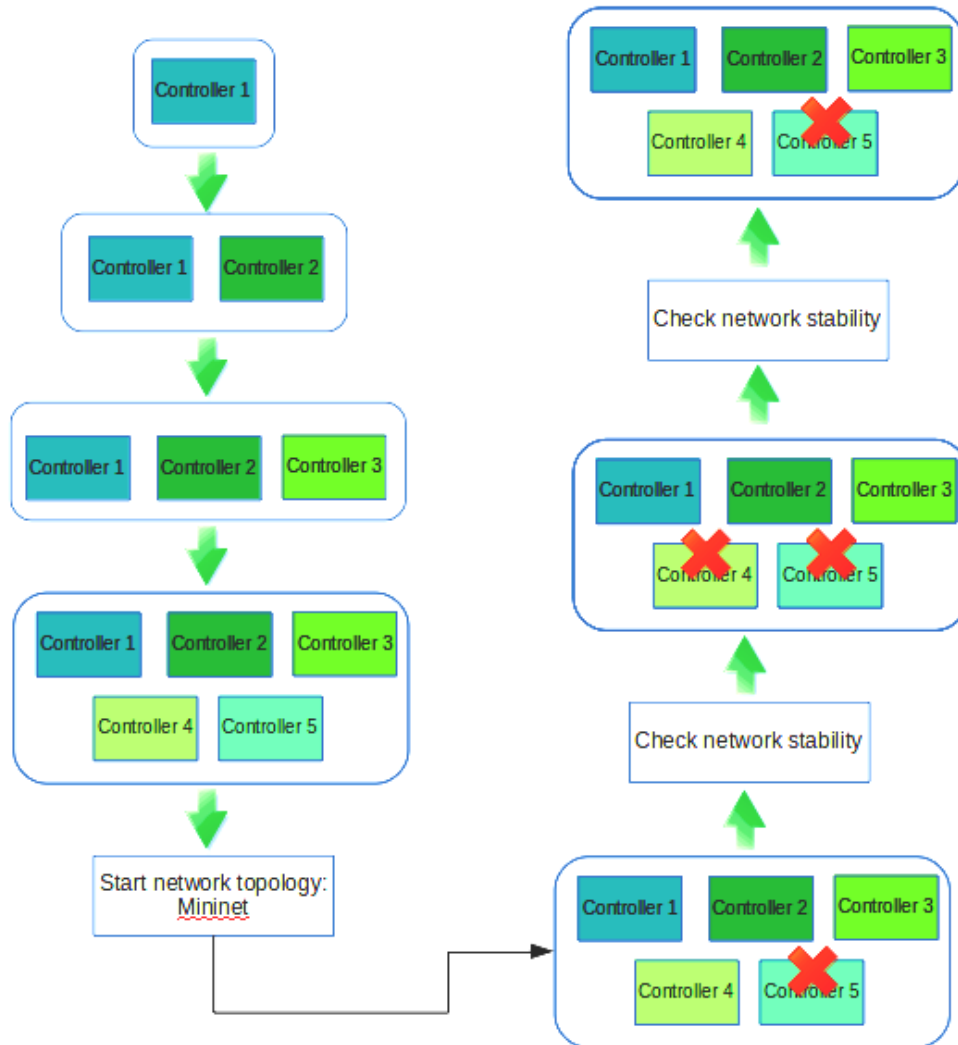 Controller 1
Controller 1
Controller 2
Controller 1
Controller 2
Controller 3
Controller 1
Controller 2
Controller 3
Controller 4
Controller 5
Start network topology:
Mininet
Controller 1
Controller 2
Controller 3
Controller 4
Controller 5
Check network stability
Controller 1
Controller 2
Controller 3
Controller 4
Controller 5
Check network stability
Controller 1
Controller 2
Controller 3
Controller 4
Controller 5